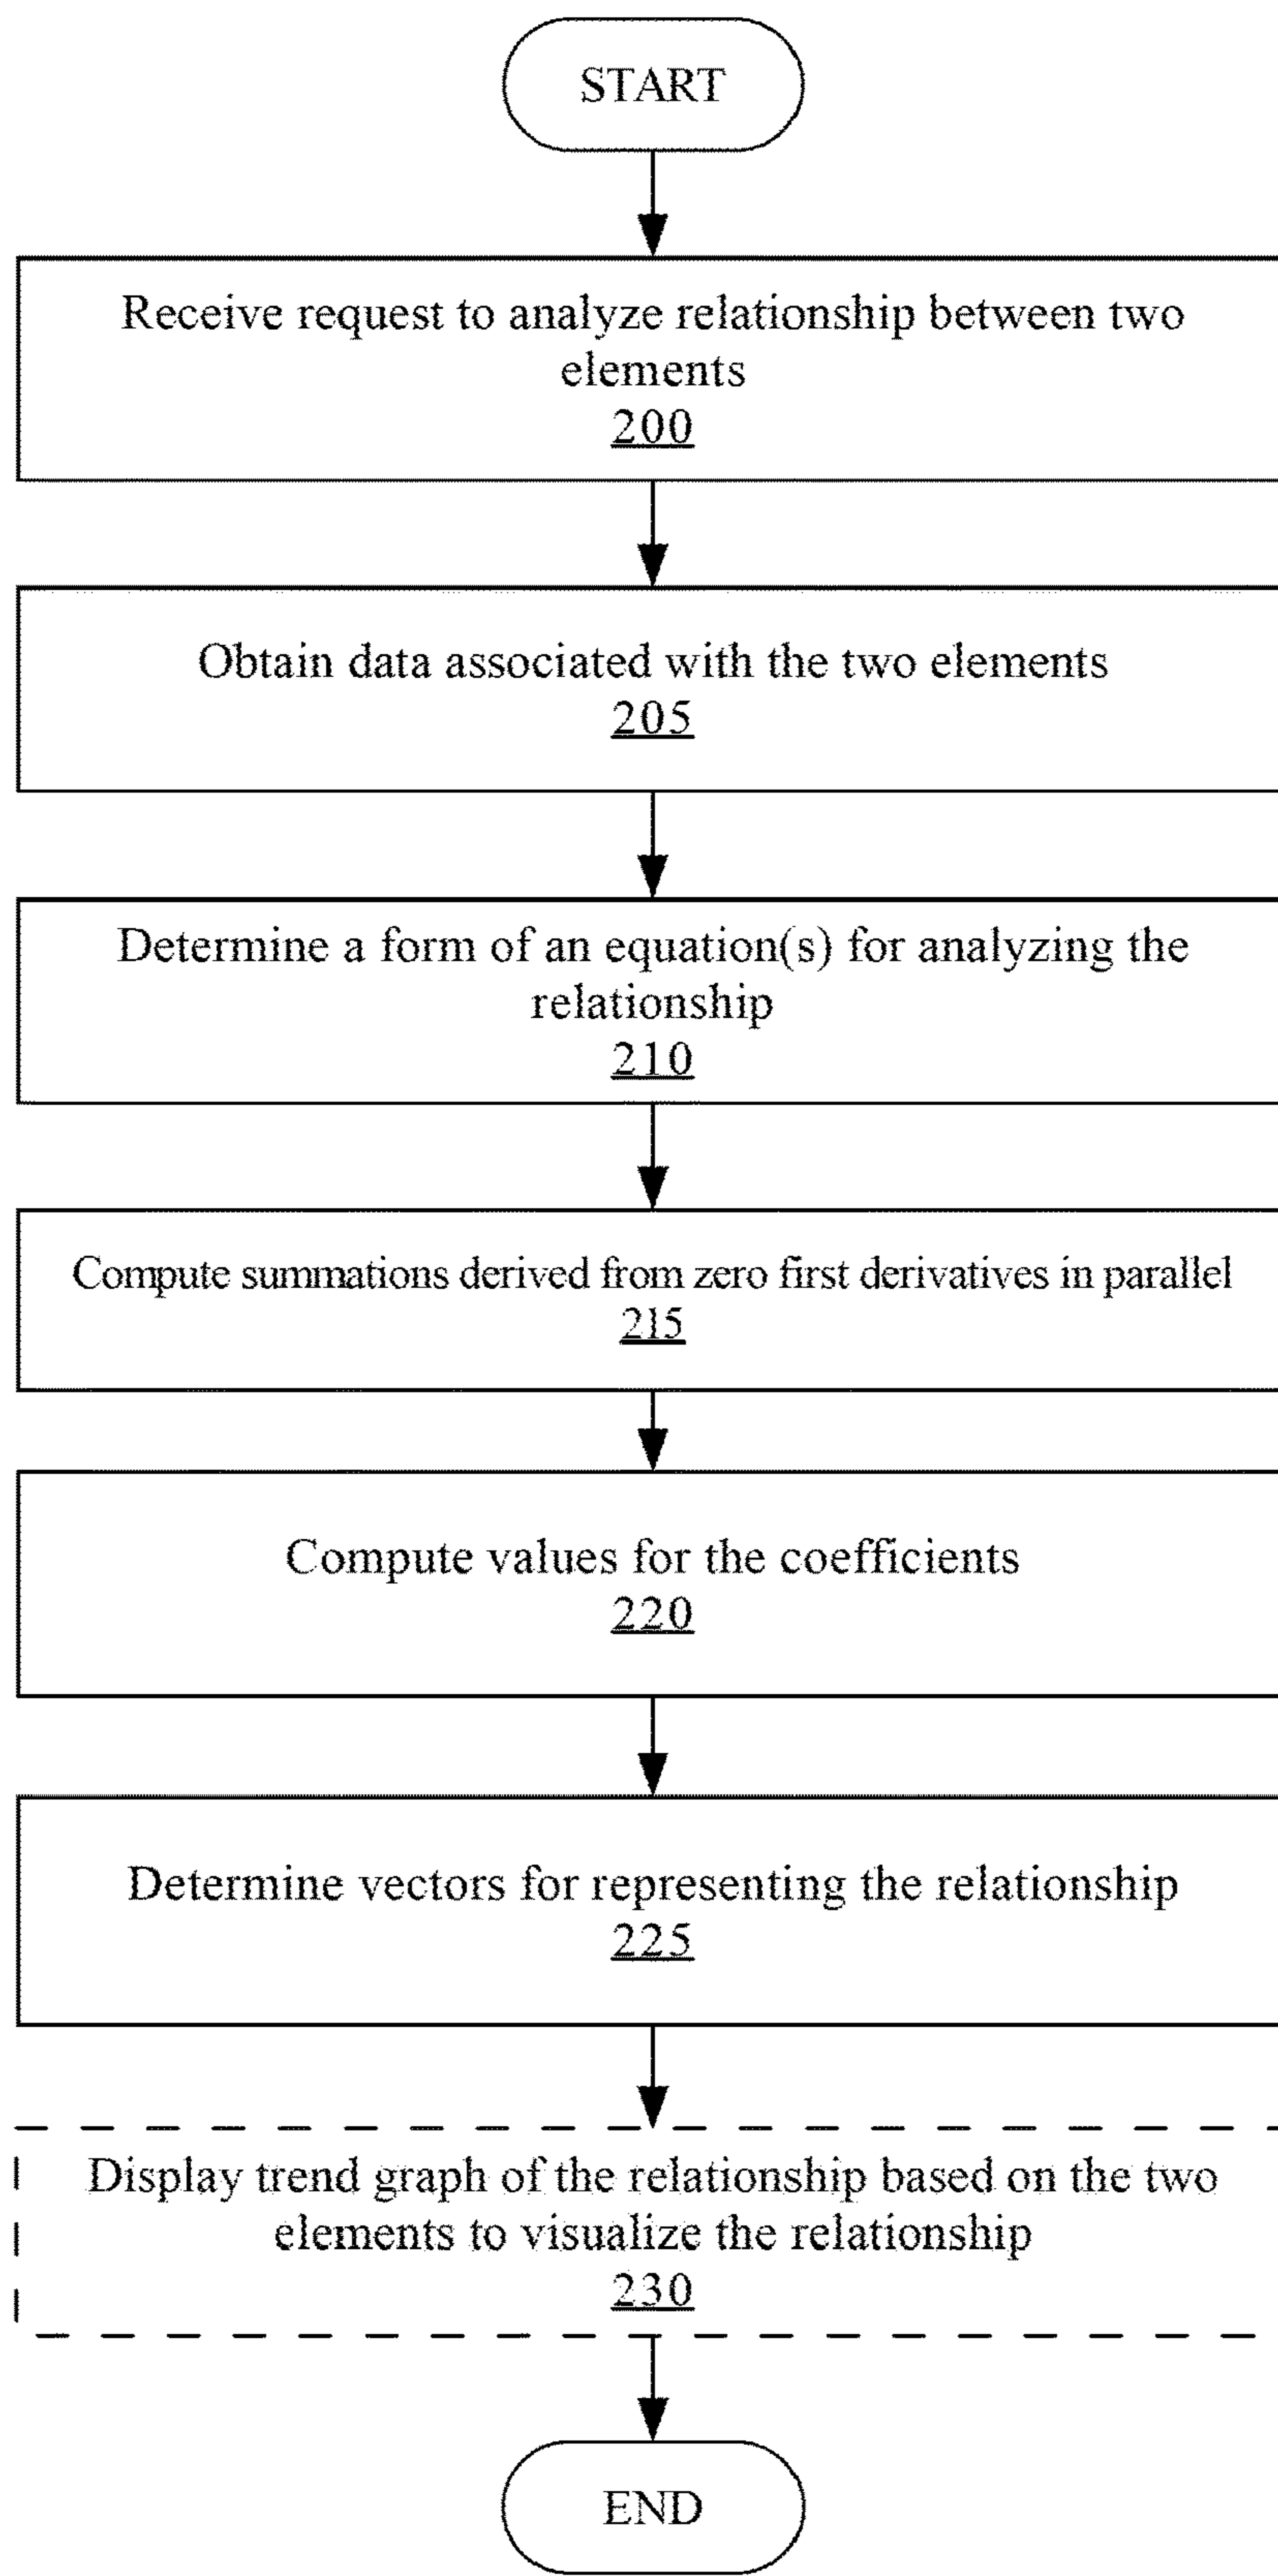 START
Receive request to analyze relationship between two
elements
200
Obtain data associated with the two elements
205
Determine a form of an equation(s) for analyzing the
relationship
210
Compute summations derived from zero first derivatives in parallel
215
Compute values for the coefficients
220
Determine vectors for representing the relationship
225
Display trend graph of the relationship based on the two
elements to visualize the relationship
230
END